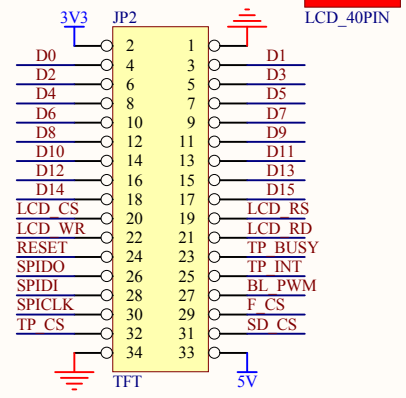 3V3 JP2 LCD_40PIN
2 1
D0 4 3 D1
D2 6 5 D3
D4 8 7 D5
D6 10 9 D7
D8 12 11 D9
D10 14 13 D11
D12 16 15 D13
D14 18 17 D15
LCD_CS 20 19 LCD_RS
LCD_WR 22 21 LCD_RD
RESET 24 23 TP_BUSY
SPIDO 26 25 TP_INT
SPIDI 28 27 BL_PWM
SPICLK 30 29 F_CS
TP_CS 32 31 SD_CS
34 33
TFT 5V